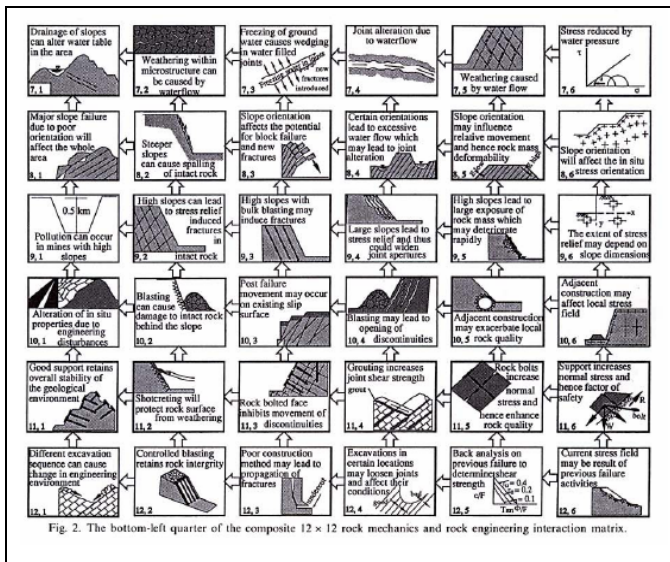 Drainage of slopes
can alter water table
in the area
7,1
Weathering within
microstructure can
be caused by
waterflow
7,2
Freezing of ground
water causes wedging
in water filled
joints
Freezing water in joints
new
fractures
introduced
7,3
Joint alteration due
to waterflow
7,4
Weathering caused
by water flow
7,5
Stress reduced by
water pressure
τ
σ
7,6
Major slope failure
due to poor
orientation will
affect the whole
area
8,1
Steeper
slopes
can cause spalling
of intact rock
8,2
Slope orientation
affects the potential
for block failure
and new
fractures
8,3
Certain orientations
lead to excessive
water flow which
may lead to joint
alteration
8,4
Slope orientation
may influence
relative movement
and hence rock mass
deformability
8,5
Slope orientation
will affect the in situ
stress orientation
8,6
0.5 km
Pollution can occur
in mines with high
slopes
9,1
High slopes can lead
to stress relief
induced
fractures
in
intact rock
9,2
High slopes with
bulk blasting may
induce fractures
9,3
Large slopes lead to
stress relief and thus
could widen
joint apertures
9,4
High slopes lead to
large exposure of
rock mass which
may deteriorate
rapidly
9,5
The extent of stress
relief may depend on
slope dimensions
9,6
Alteration of in situ
properties due to
engineering
disturbances
10,1
Blasting
can cause
damage to intact rock
behind the slope
10,2
Post failure
movement may occur
on existing slip
surface
10,3
Blasting may lead to
opening of
discontinuities
10,4
Adjacent construction
may exacerbate local
rock quality
10,5
Adjacent
construction may
affect local stress
field
10,6
Good support retains
overall stability of
the geological
environment
11,1
Shotcreting will
protect rock surface
from weathering
11,2
Rock bolted face
inhibits movement of
discontinuities
11,3
Grouting increases
joint shear strength
grout
11,4
Rock bolts
increase
normal
stress and
hence enhance
rock quality
11,5
Support increases
normal stress and
hence factor of
safety
R
bolt
W
11,6
Different excavation
sequence can cause
change in engineering
environment
12,1
Controlled blasting
retains rock intergrity
12,2
Poor construction
method may lead to
propagation of
fractures
12,3
Excavations in
certain locations
may loosen joints
and affect their
conditions
12,4
Back analysis on
previous failure to
determine shear
strength
c/F
=0.4
=0.2
=0.1
Tan Φ/F
12,5
Current stress field
may be result of
previous failure
activities
12,6
Fig. 2. The bottom-left quarter of the composite 12 × 12 rock mechanics and rock engineering interaction matrix.